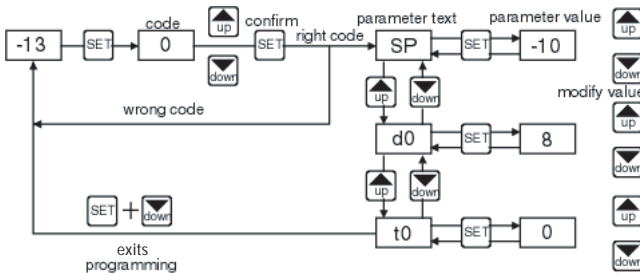 code
confirm
parameter text
parameter value
up
-13
SET
0
SET
right code
SP
SET
-10
up
down
down
up
down
modify value
wrong code
up
d0
SET
8
down
up
down
SET + down
up
t0
SET
0
exits
programming
down